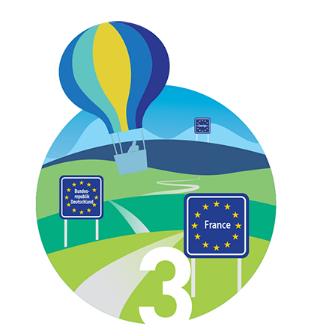 Bundes-
republik
Deutschland
France
3